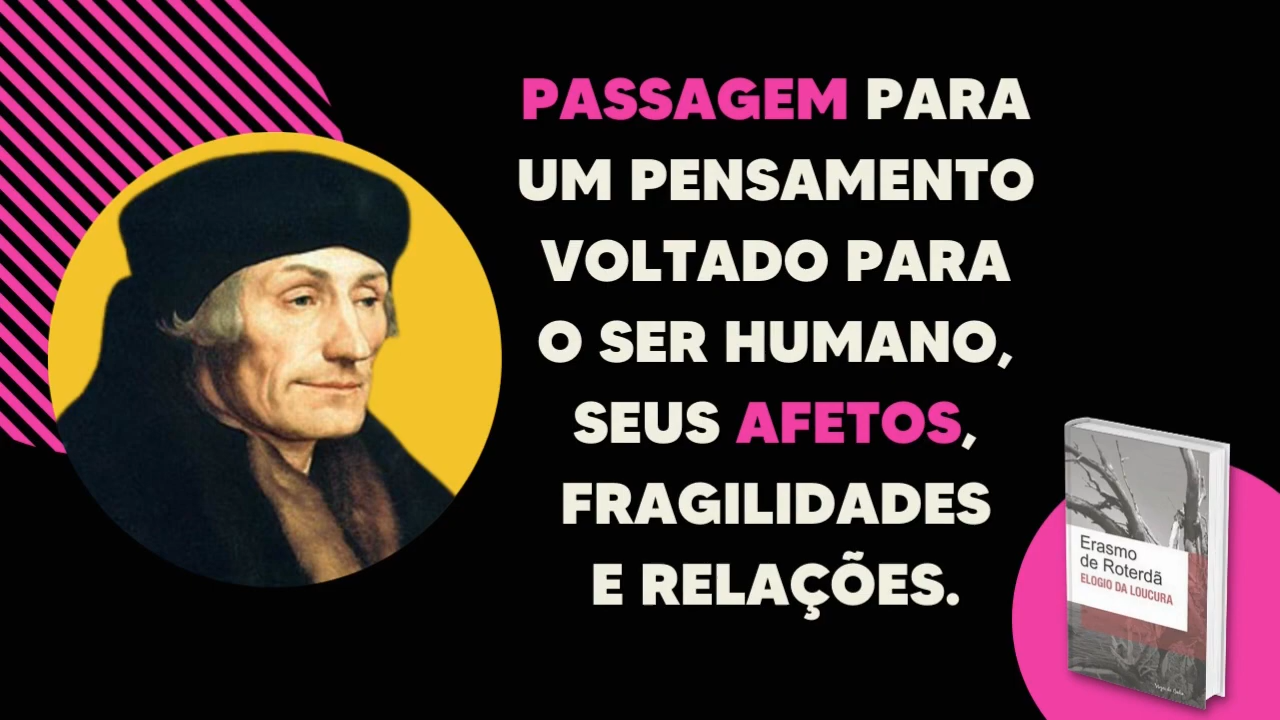 PASSAGEM PARA
UM PENSAMENTO
VOLTADO PARA
O SER HUMANO,
SEUS AFETOS,
FRAGILIDADES
E RELAÇÕES.
Erasmo
de Roterdã
ELOGIO DA LOUCURA